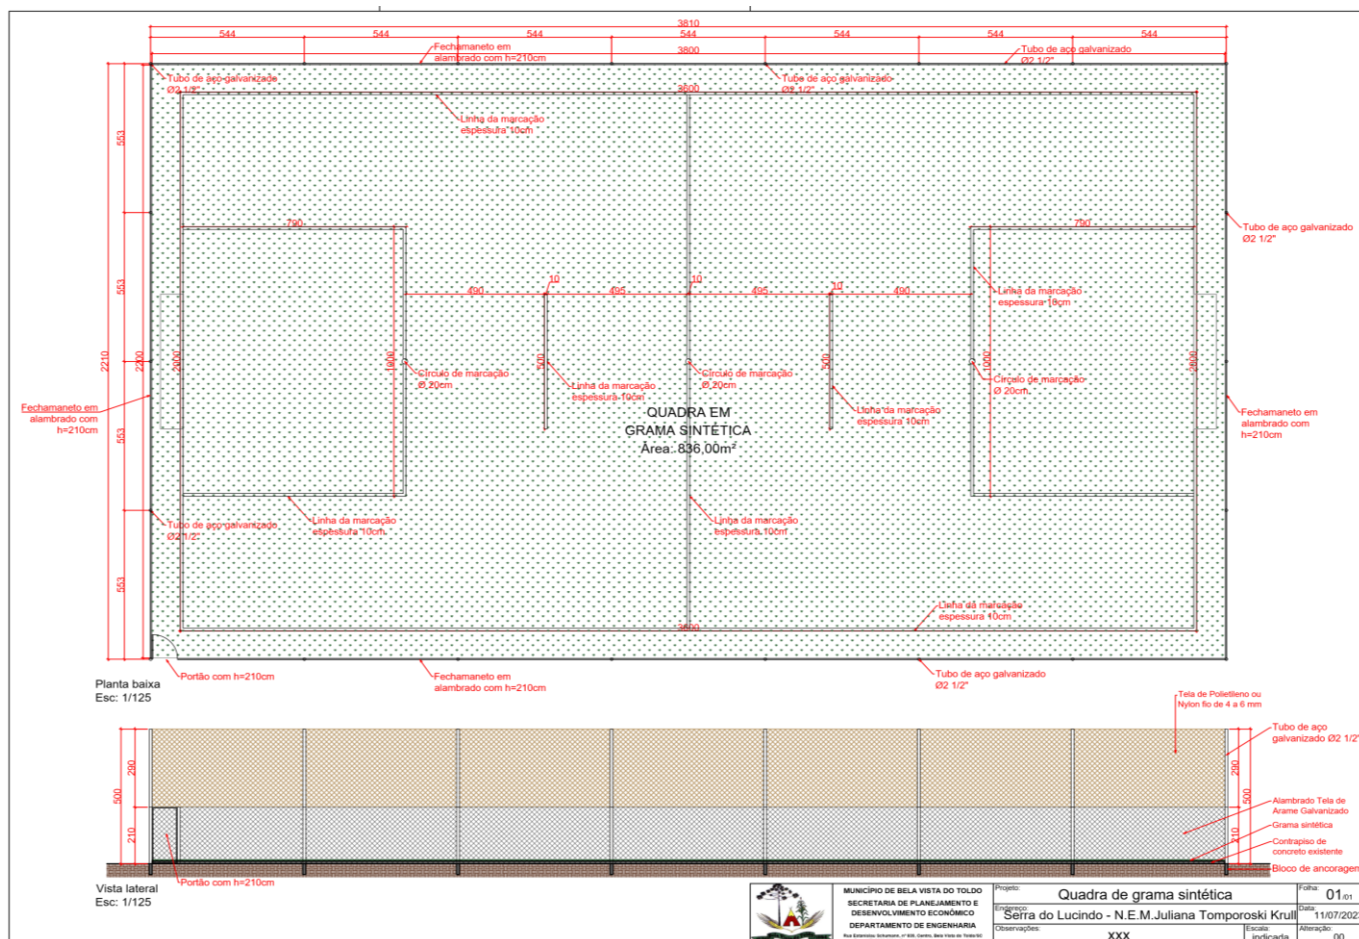 3810
544 544 544 544 544 544 544
3800
Fechamaneto em
alambrado com h=210cm
Tubo de aço galvanizado
Ø2 1/2"
Tubo de aço galvanizado
Ø2 1/2"
Tubo de aço galvanizado
Ø2 1/2"
3600
Linha da marcação
espessura 10cm
553
553
553
553
2210
2200
2000
790
790
Tubo de aço galvanizado
Ø2 1/2"
10
10
10
490
495
495
490
Linha da marcação
espessura 10cm
1000
500
500
1000
2000
Círculo de marcação
Ø 20cm
Linha da marcação
espessura 10cm
Círculo de marcação
Ø 20cm
Linha da marcação
espessura 10cm
Círculo de marcação
Ø 20cm
Fechamaneto em
alambrado com
h=210cm
Fechamaneto em
alambrado com
h=210cm
QUADRA EM
GRAMA SINTÉTICA
Área: 836,00m²
Tubo de aço galvanizado
Ø2 1/2"
Linha da marcação
espessura 10cm
Linha da marcação
espessura 10cm
Linha da marcação
espessura 10cm
3600
Portão com h=210cm
Fechamaneto em
alambrado com h=210cm
Tubo de aço galvanizado
Ø2 1/2"
Planta baixa
Esc: 1/125
Tela de Polietileno ou
Nylon fio de 4 a 6 mm
Tubo de aço
galvanizado Ø2 1/2"
290
500
210
290
500
210
Alambrado Tela de
Arame Galvanizado
Grama sintética
Contrapiso de
concreto existente
Bloco de ancoragem
Portão com h=210cm
Vista lateral
Esc: 1/125
MUNICÍPIO DE BELA VISTA DO TOLDO
SECRETARIA DE PLANEJAMENTO E
DESENVOLVIMENTO ECONÔMICO
DEPARTAMENTO DE ENGENHARIA
Projeto:
Quadra de grama sintética
Folha:
01/01
Endereço:
Serra do Lucindo - N.E.M.Juliana Tomporoski Krull
Data:
11/07/202
Observações:
XXX
Escala:
indicada
Alteração:
00